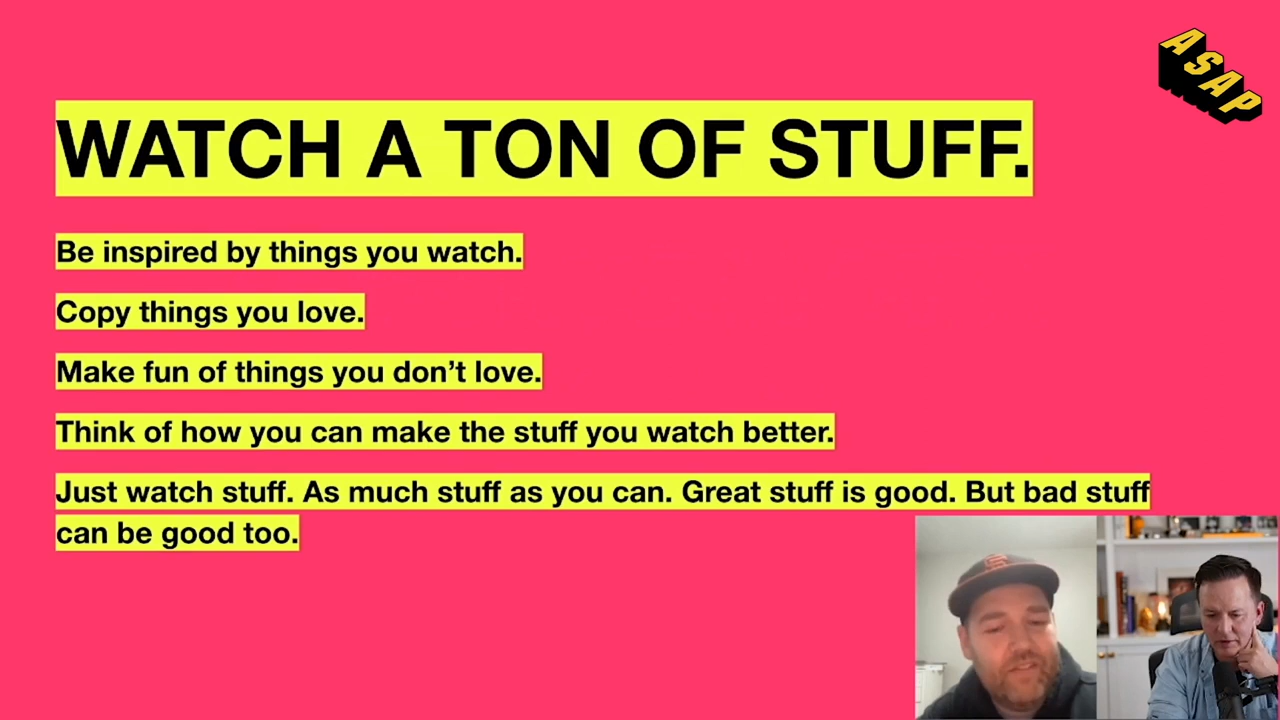 ASAP
WATCH A TON OF STUFF.
Be inspired by things you watch.
Copy things you love.
Make fun of things you don’t love.
Think of how you can make the stuff you watch better.
Just watch stuff. As much stuff as you can. Great stuff is good. But bad stuff
can be good too.
SF